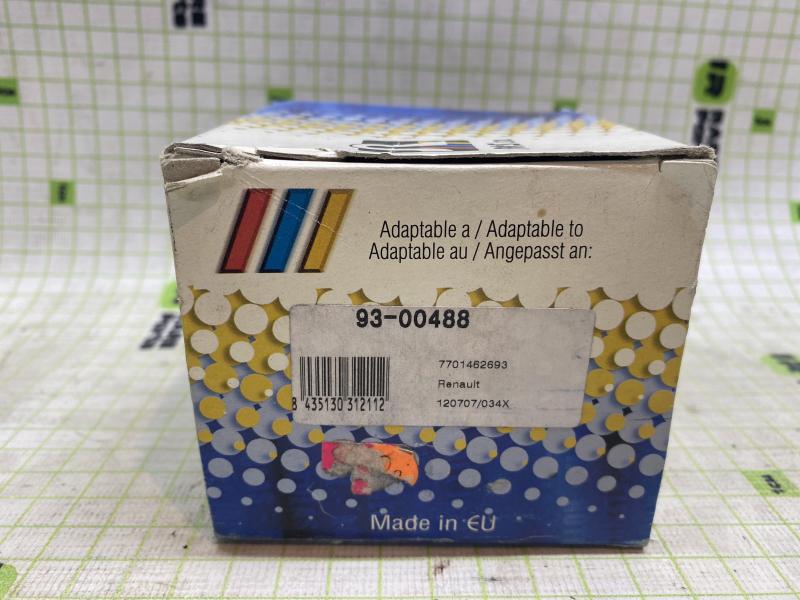 Adaptable a / Adaptable to
Adaptable au / Angepasst an:
93-00488
7701462693
Renault
8 435130 312112
120707/034X
Made in EU